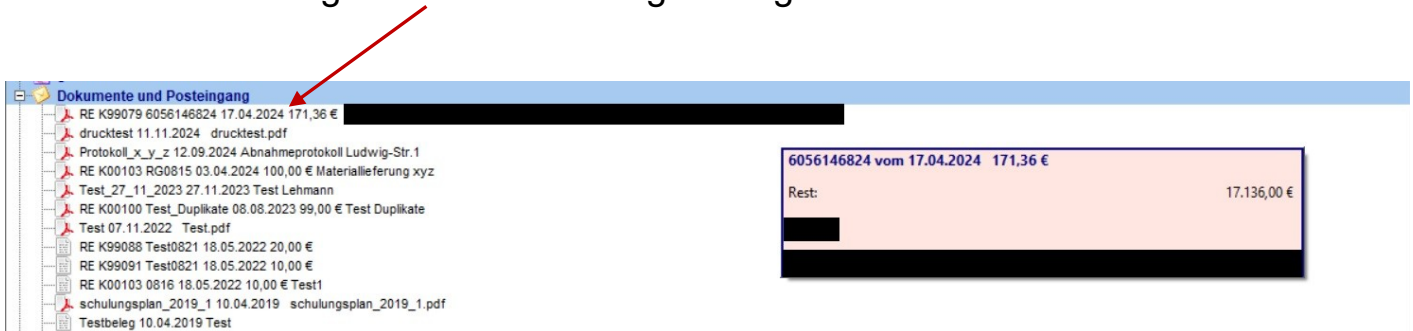 Dokumente und Posteingang
RE K99079 6056146824 17.04.2024 171,36 €
drucktest 11.11.2024 drucktest.pdf
Protokoll_x_y_z 12.09.2024 Abnahmeprotokoll Ludwig-Str.1
RE K00103 RG0815 03.04.2024 100,00 € Materiallieferung xyz
Test_27_11_2023 27.11.2023 Test Lehmann
RE K00100 Test_Duplikate 08.08.2023 99,00 € Test Duplikate
Test 07.11.2022 Test.pdf
RE K99088 Test0821 18.05.2022 20,00 €
RE K99091 Test0821 18.05.2022 10,00 €
RE K00103 0816 18.05.2022 10,00 € Test1
schulungsplan_2019_1 10.04.2019 schulungsplan_2019_1.pdf
Testbeleg 10.04.2019 Test
6056146824 vom 17.04.2024 171,36 €
Rest: 17.136,00 €